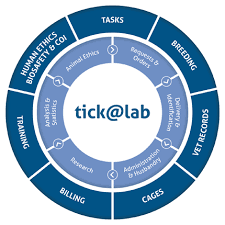 TASKS
BREEDING
VET RECORDS
CAGES
BILLING
TRAINING
HUMAN ETHICS
BIOSAFETY & COI
Animal Ethics
Requests &
Orders
Delivery &
Identification
Administration
& Husbandry
Research
Analysis &
Statistics
tick@lab